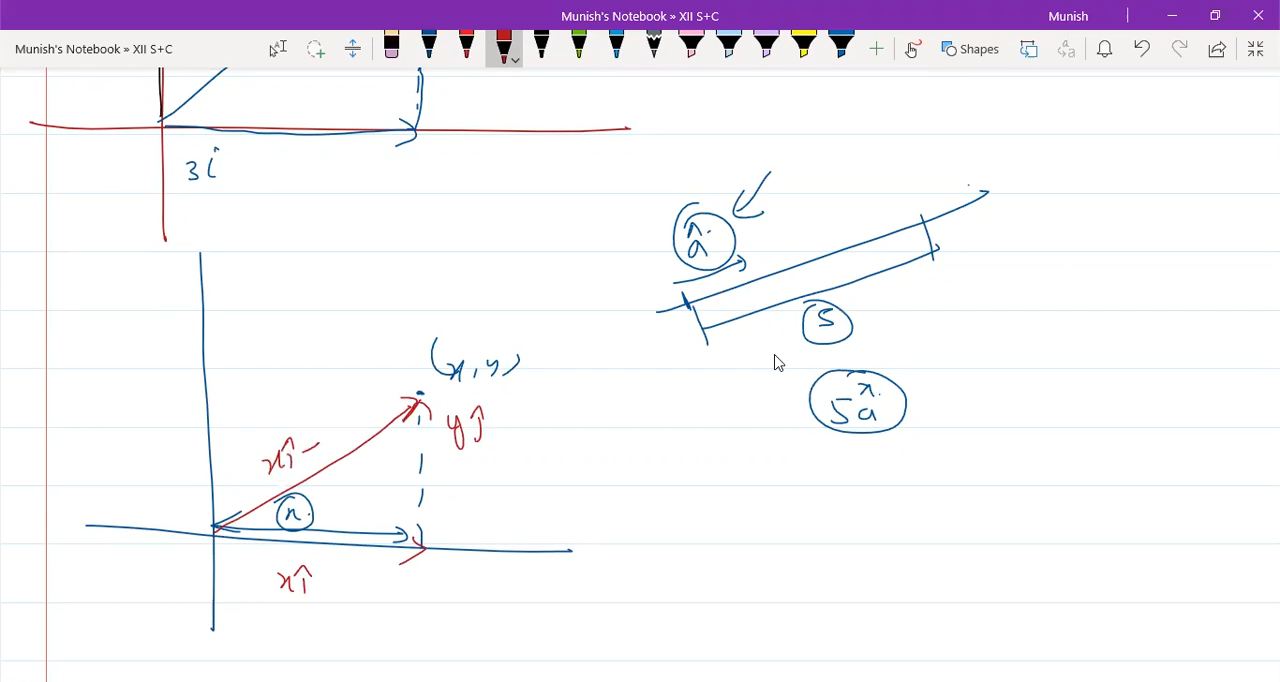 Munish's Notebook » XII S+C
Munish
Munish's Notebook » XII S+C
Shapes
3î
â
5
5â
(x, y)
yĵ
xî
x
xî